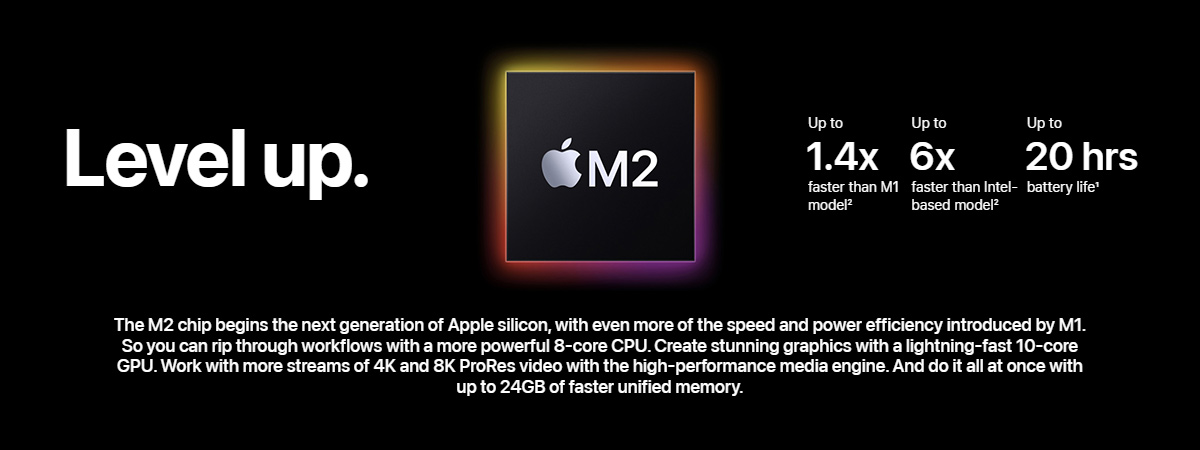 Level up.
M2
Up to
1.4x
faster than M1
model²
Up to
6x
faster than Intel-
based model²
Up to
20 hrs
battery life¹
The M2 chip begins the next generation of Apple silicon, with even more of the speed and power efficiency introduced by M1.
So you can rip through workflows with a more powerful 8-core CPU. Create stunning graphics with a lightning-fast 10-core
GPU. Work with more streams of 4K and 8K ProRes video with the high-performance media engine. And do it all at once with
up to 24GB of faster unified memory.